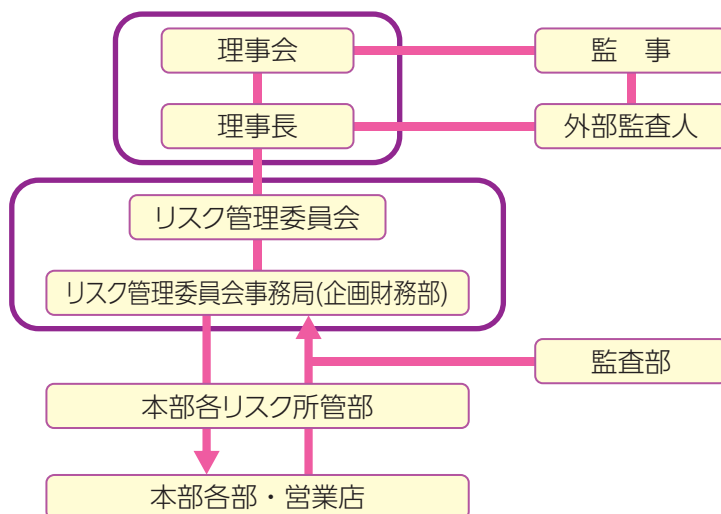 理事会
監　事
理事長
外部監査人
リスク管理委員会
リスク管理委員会事務局(企画財務部)
監査部
本部各リスク所管部
本部各部・営業店